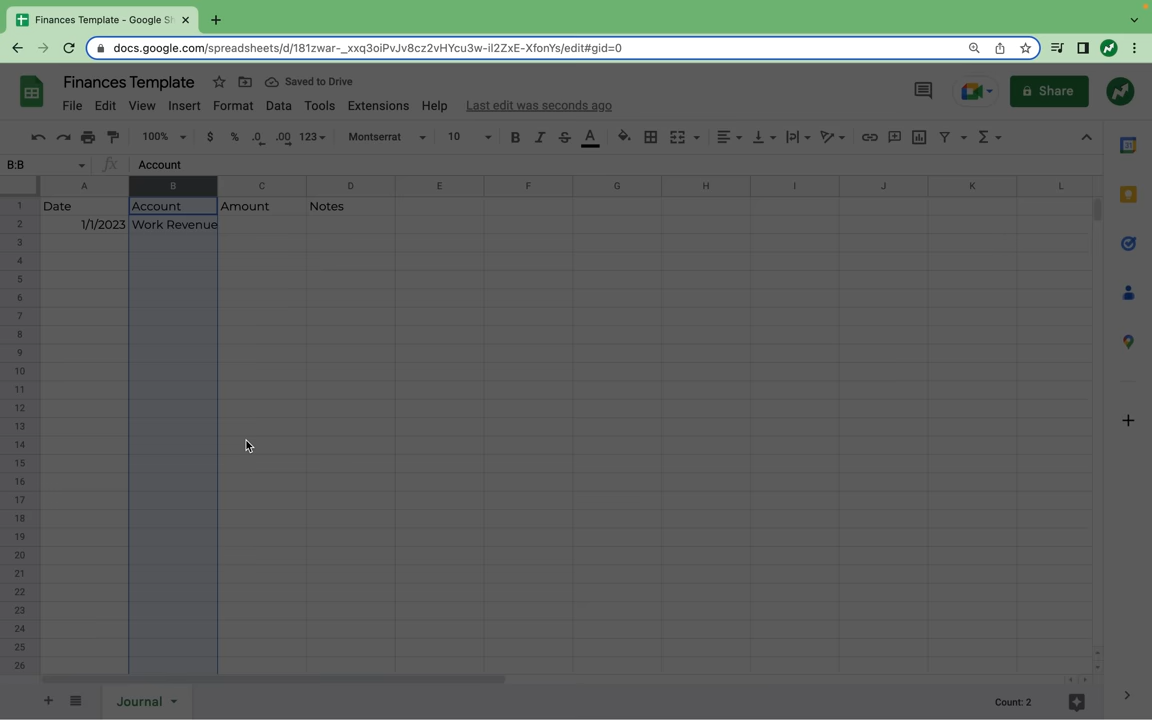 Finances Template - Google Sh
docs.google.com/spreadsheets/d/181zwar-_xxq3oiPvJv8cz2vHYcu3w-iI2ZxE-XfonYs/edit#gid=0
Finances Template
Saved to Drive
File Edit View Insert Format Data Tools Extensions Help Last edit was seconds ago
Share
100% $ % .0 .00 123 Montserrat 10 B I S A
B:B fx Account
A B C D E F G H I J K L
1 Date Account Amount Notes
2 1/1/2023 Work Revenue
3
4
5
6
7
8
9
10
11
12
13
14
15
16
17
18
19
20
21
22
23
24
25
26
Journal
Count: 2